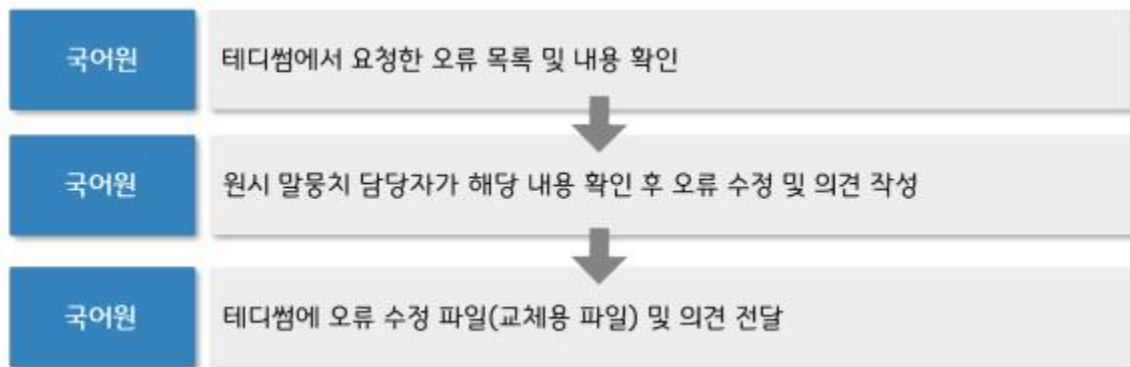 국어원
테디썸에서 요청한 오류 목록 및 내용 확인
국어원
원시 말뭉치 담당자가 해당 내용 확인 후 오류 수정 및 의견 작성
국어원
테디썸에 오류 수정 파일(교체용 파일) 및 의견 전달